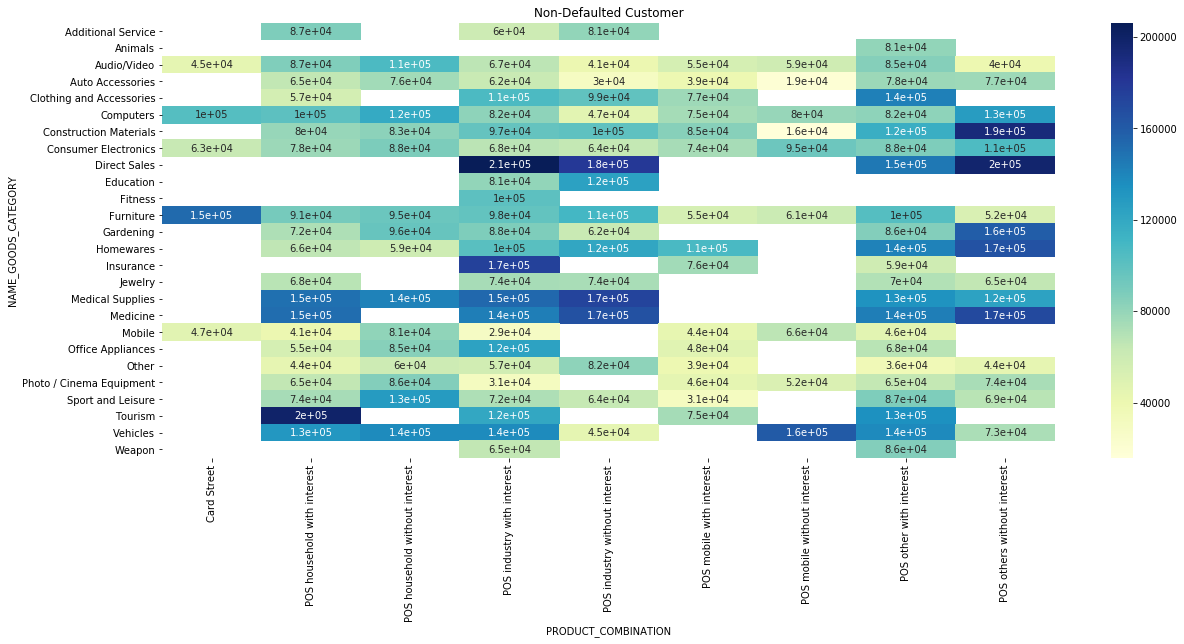 Non-Defaulted Customer
NAME_GOODS_CATEGORY
Additional Service 8.7e+04 6e+04 8.1e+04
Animals 8.1e+04
Audio/Video 4.5e+04 8.7e+04 1.1e+05 6.7e+04 4.1e+04 5.5e+04 5.9e+04 8.5e+04 4e+04
Auto Accessories 6.5e+04 7.6e+04 6.2e+04 3e+04 3.9e+04 1.9e+04 7.8e+04 7.7e+04
Clothing and Accessories 5.7e+04 1.1e+05 9.9e+04 7.7e+04 1.4e+05
Computers 1e+05 1e+05 1.2e+05 8.2e+04 4.7e+04 7.5e+04 8e+04 8.2e+04 1.3e+05
Construction Materials 8e+04 8.3e+04 9.7e+04 1e+05 8.5e+04 1.6e+04 1.2e+05 1.9e+05
Consumer Electronics 6.3e+04 7.8e+04 8.8e+04 6.8e+04 6.4e+04 7.4e+04 9.5e+04 8.8e+04 1.1e+05
Direct Sales 2.1e+05 1.8e+05 1.5e+05 2e+05
Education 8.1e+04 1.2e+05
Fitness 1e+05
Furniture 1.5e+05 9.1e+04 9.5e+04 9.8e+04 1.1e+05 5.5e+04 6.1e+04 1e+05 5.2e+04
Gardening 7.2e+04 9.6e+04 8.8e+04 6.2e+04 8.6e+04 1.6e+05
Homewares 6.6e+04 5.9e+04 1e+05 1.2e+05 1.1e+05 1.4e+05 1.7e+05
Insurance 1.7e+05 7.6e+04 5.9e+04
Jewelry 6.8e+04 7.4e+04 7.4e+04 7e+04 6.5e+04
Medical Supplies 1.5e+05 1.4e+05 1.5e+05 1.7e+05 1.3e+05 1.2e+05
Medicine 1.5e+05 1.4e+05 1.7e+05 1.4e+05 1.7e+05
Mobile 4.7e+04 4.1e+04 8.1e+04 2.9e+04 4.4e+04 6.6e+04 4.6e+04
Office Appliances 5.5e+04 8.5e+04 1.2e+05 4.8e+04 6.8e+04
Other 4.4e+04 6e+04 5.7e+04 8.2e+04 3.9e+04 3.6e+04 4.4e+04
Photo / Cinema Equipment 6.5e+04 8.6e+04 3.1e+04 4.6e+04 5.2e+04 6.5e+04 7.4e+04
Sport and Leisure 7.4e+04 1.3e+05 7.2e+04 6.4e+04 3.1e+04 8.7e+04 6.9e+04
Tourism 2e+05 1.2e+05 7.5e+04 1.3e+05
Vehicles 1.3e+05 1.4e+05 1.4e+05 4.5e+04 1.6e+05 1.4e+05 7.3e+04
Weapon 6.5e+04 8.6e+04
Card Street
POS household with interest
POS household without interest
POS industry with interest
POS industry without interest
POS mobile with interest
POS mobile without interest
POS other with interest
POS others without interest
PRODUCT_COMBINATION
200000
160000
120000
80000
40000